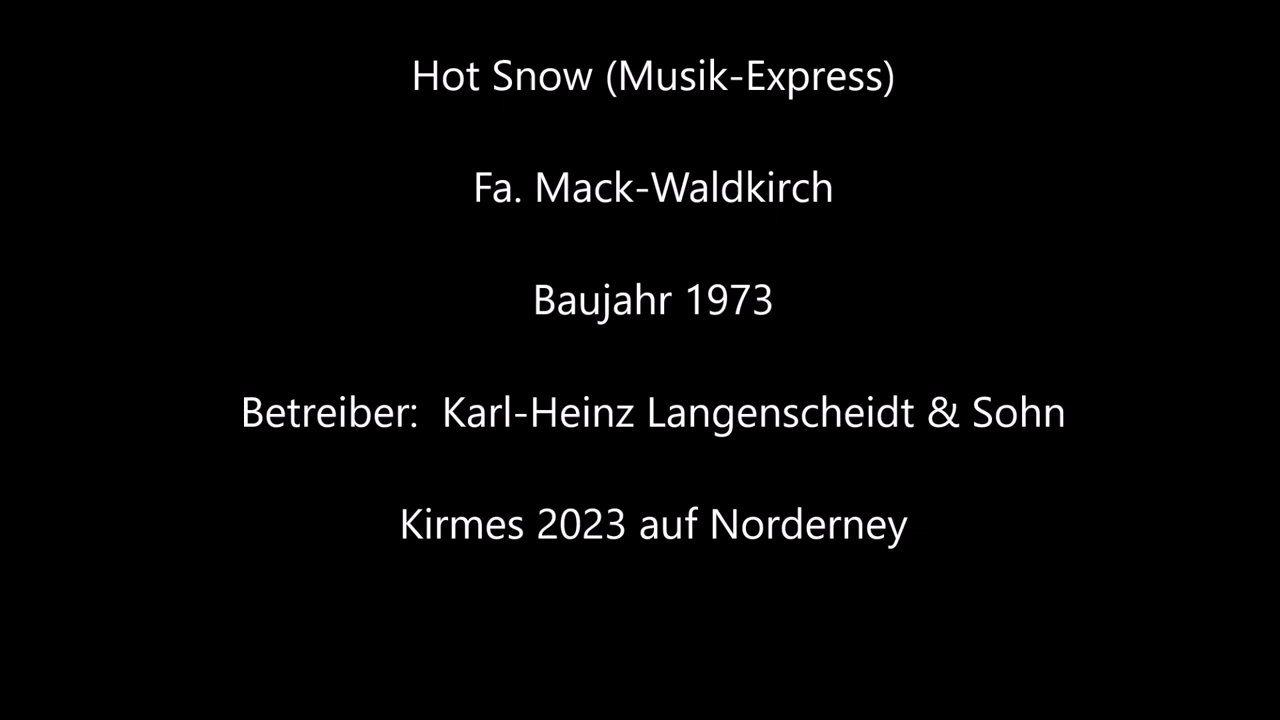 Hot Snow (Musik-Express)
Fa. Mack-Waldkirch
Baujahr 1973
Betreiber:  Karl-Heinz Langenscheidt & Sohn
Kirmes 2023 auf Norderney